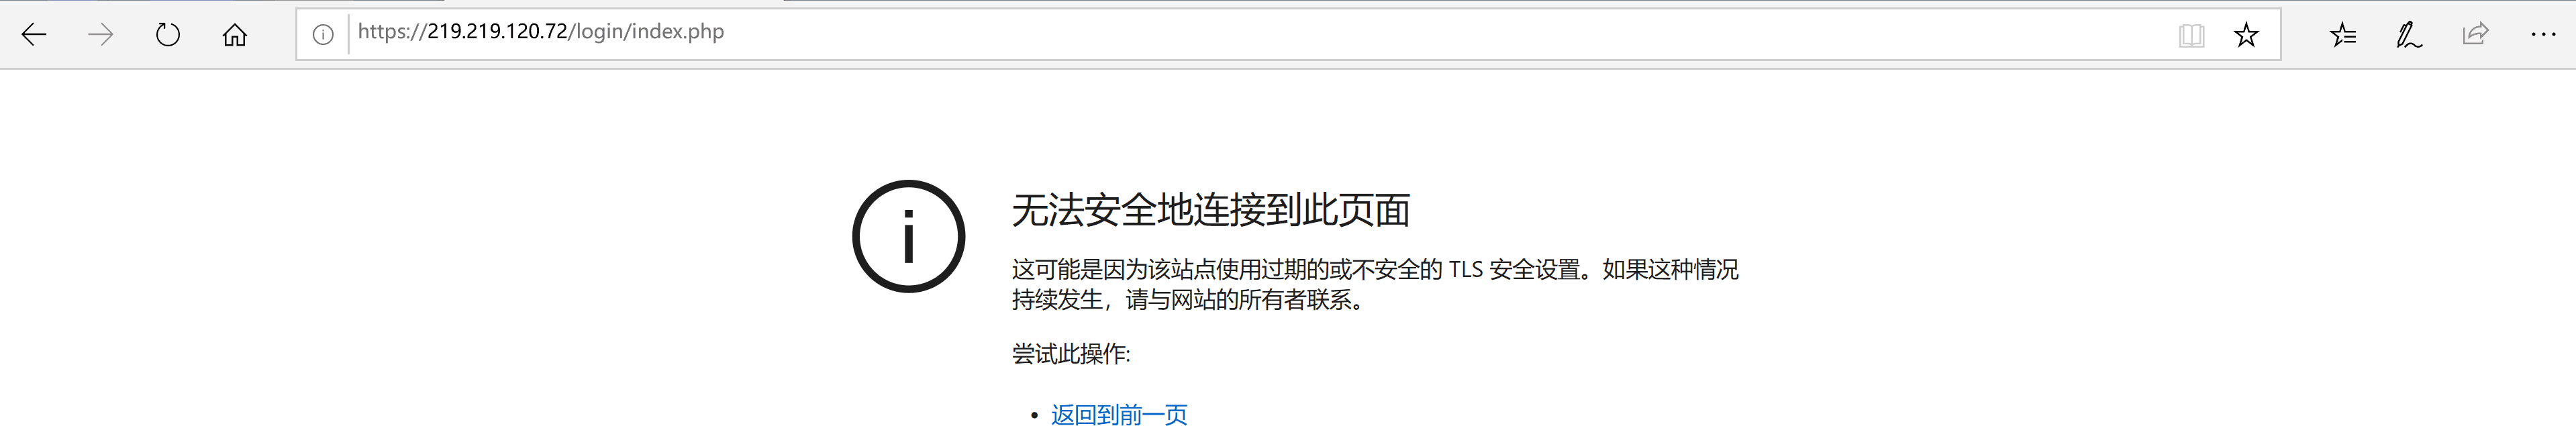 https://219.219.120.72/login/index.php
无法安全地连接到此页面
这可能是因为该站点使用过期的或不安全的 TLS 安全设置。如果这种情况
持续发生，请与网站的所有者联系。
尝试此操作:
• 返回到前一页